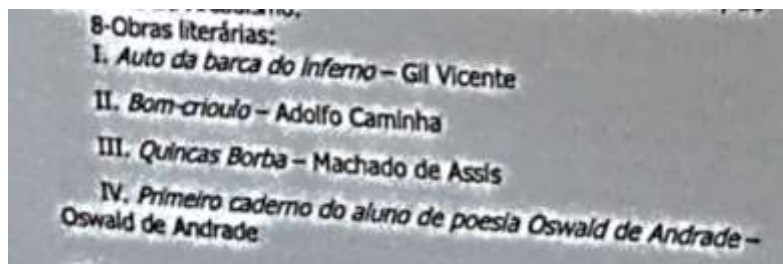 8-Obras literárias:
I. Auto da barca do Inferno – Gil Vicente
II. Bom-crioulo – Adolfo Caminha
III. Quincas Borba – Machado de Assis
IV. Primeiro caderno do aluno de poesia Oswald de Andrade –
Oswald de Andrade